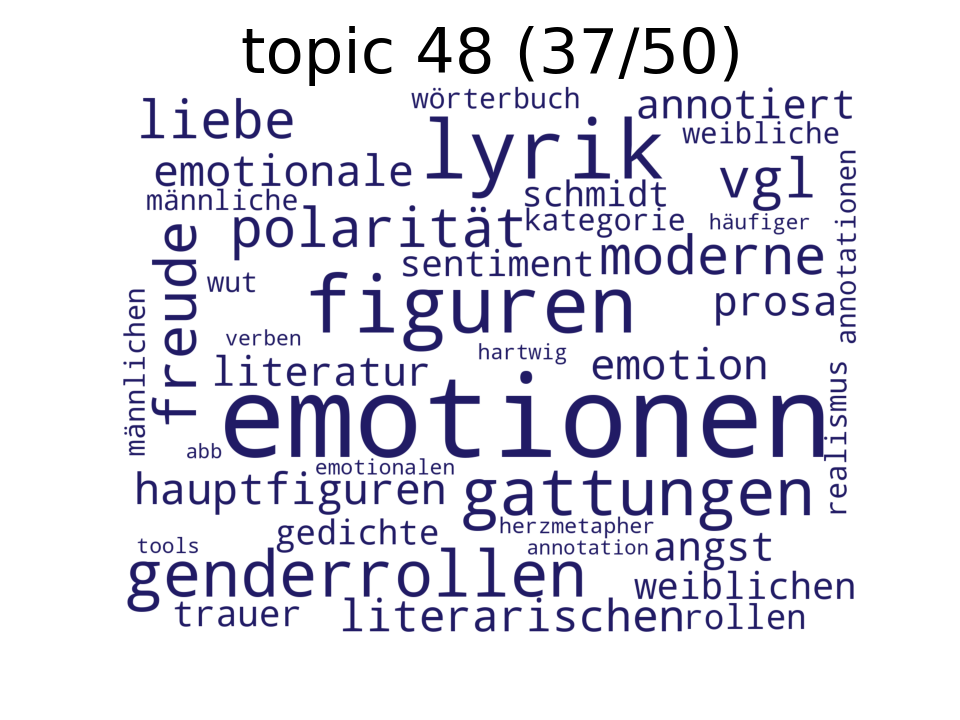 topic 48 (37/50)
wörterbuch
annotiert
liebe
lyrik
weibliche
emotionale
vgl
annotationen
männliche
schmidt
polarität
kategorie
häufiger
freude
sentiment
moderne
wut
figuren
prosa
männlichen
verben
hartwig
literatur
emotion
realismus
emotionen
abb
emotionalen
hauptfiguren
gattungen
gedichte
herzmetapher
tools
annotation
angst
genderrollen
weiblichen
trauer
literarischen
rollen